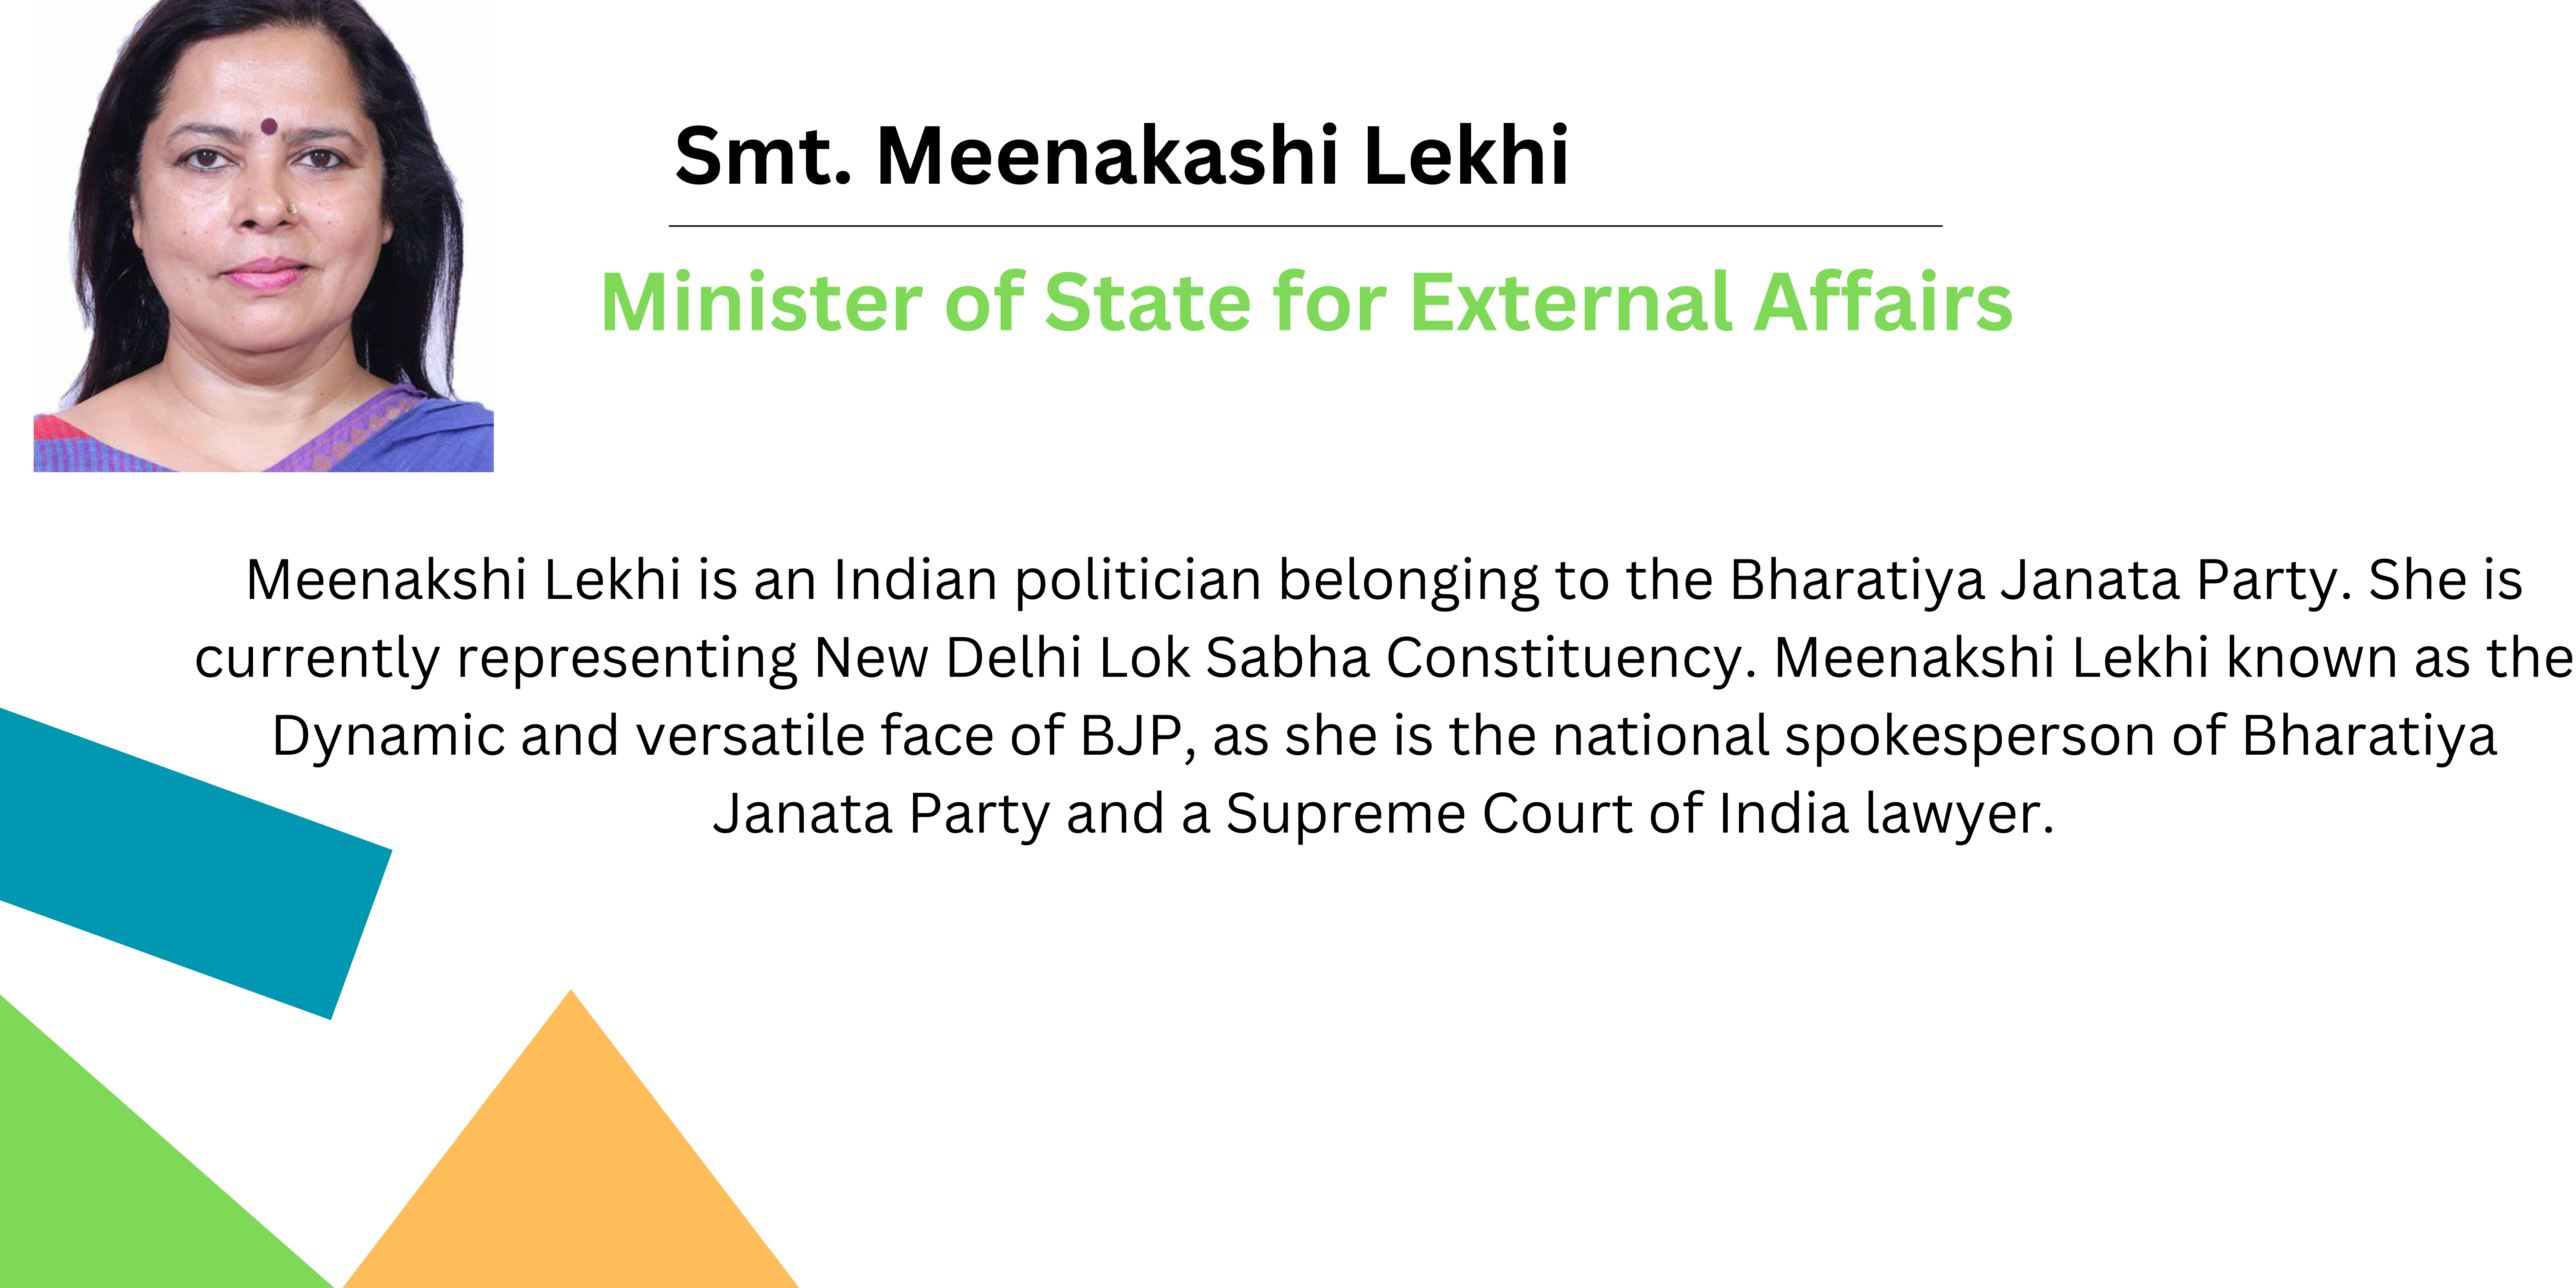 Smt. Meenakashi Lekhi
Minister of State for External Affairs
Meenakshi Lekhi is an Indian politician belonging to the Bharatiya Janata Party. She is
currently representing New Delhi Lok Sabha Constituency. Meenakshi Lekhi known as the
Dynamic and versatile face of BJP, as she is the national spokesperson of Bharatiya
Janata Party and a Supreme Court of India lawyer.